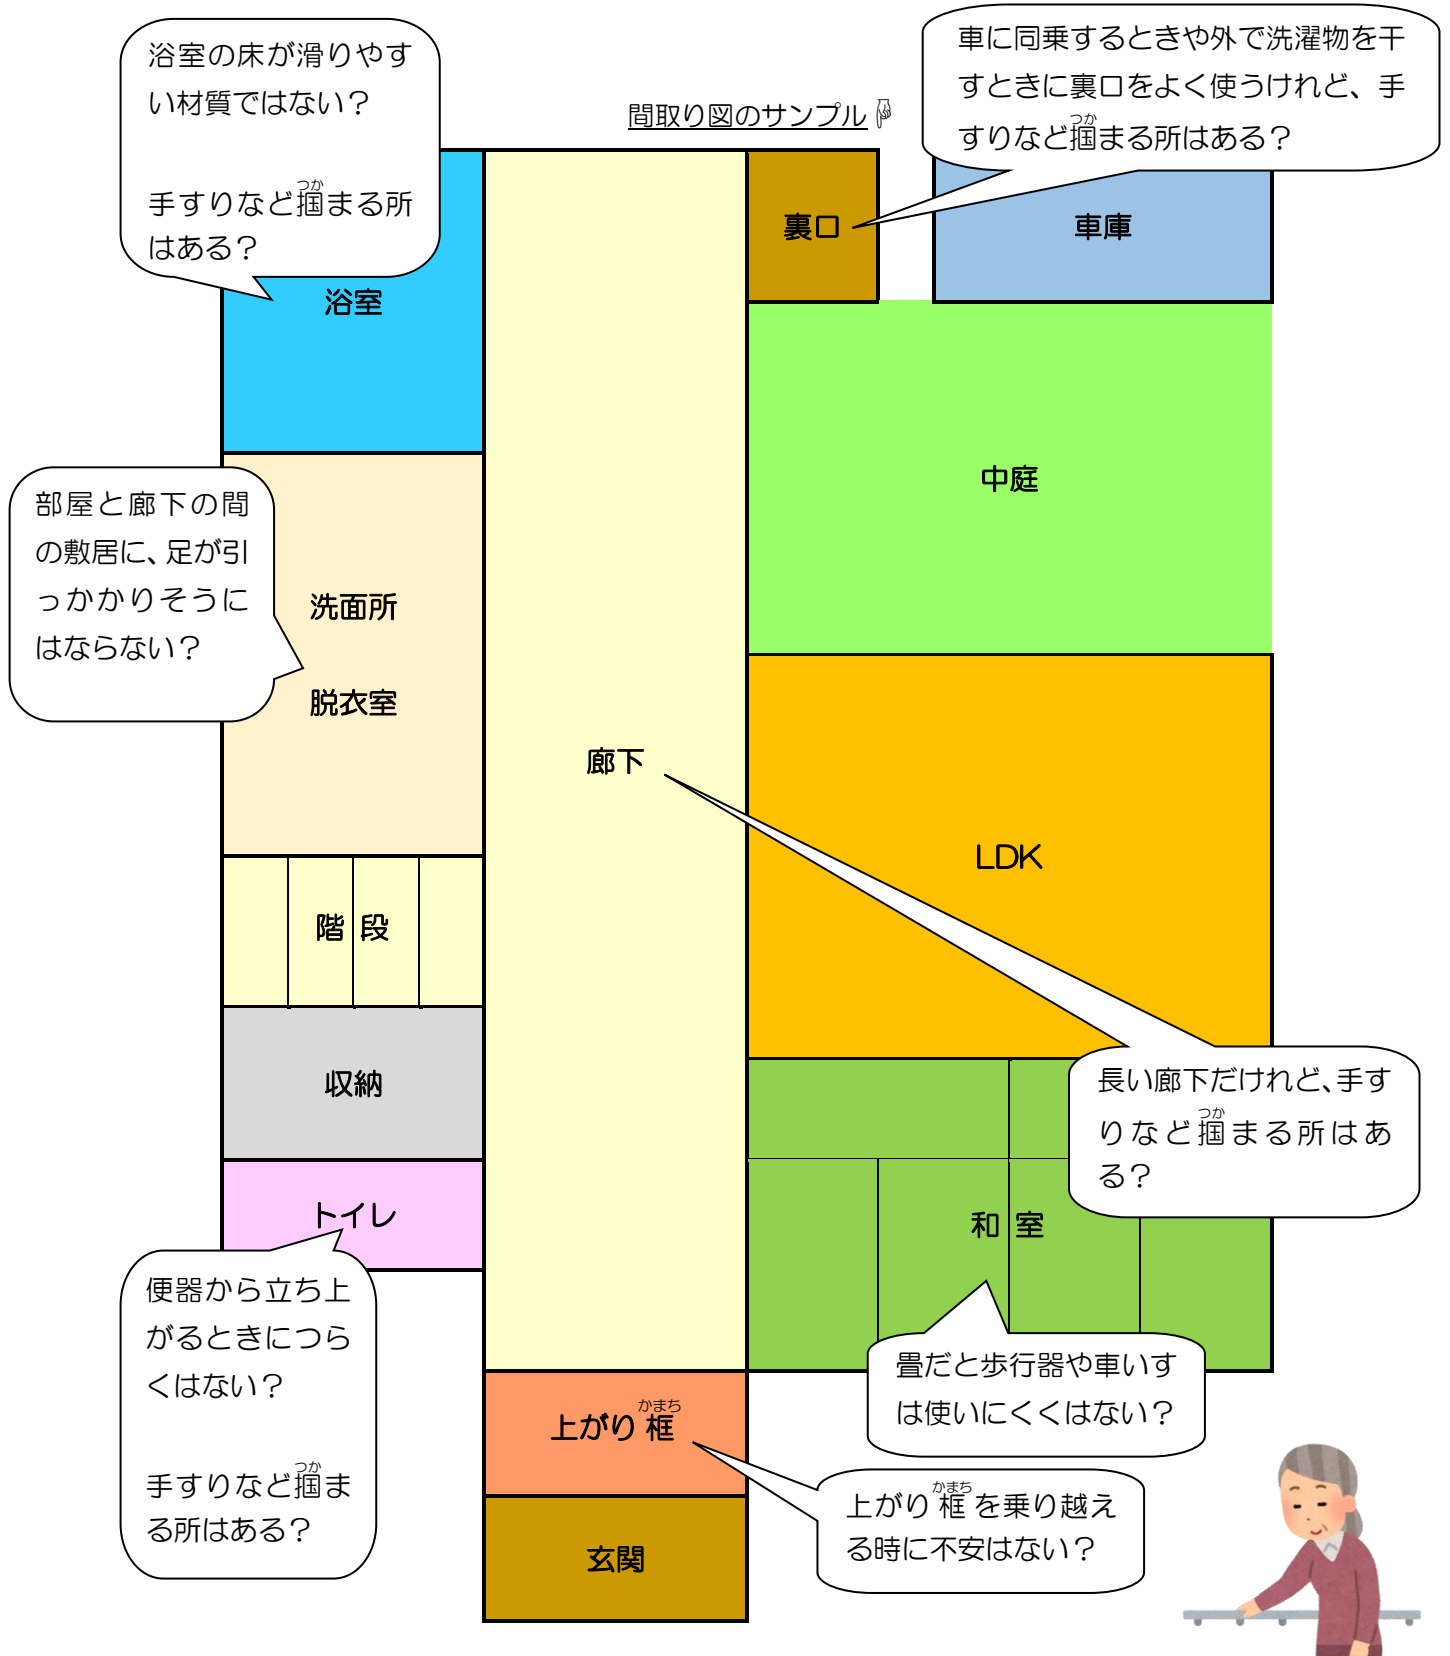 間取り図のサンプル☟
浴室の床が滑りやす
い材質ではない？
手すりなど掴まる所
つか
はある？
車に同乗するときや外で洗濯物を干
すときに裏口をよく使うけれど、手
すりなど掴まる所はある？
つか
裏口
車庫
浴室
中庭
部屋と廊下の間
の敷居に、足が引
っかかりそうに
はならない？
洗面所
脱衣室
廊下
LDK
階段
収納
長い廊下だけれど、手す
りなど掴まる所はあ
つか
る？
トイレ
和室
便器から立ち上
がるときにつら
くはない？
手すりなど掴ま
つか
る所はある？
畳だと歩行器や車いす
は使いにくくはない？
上がり框
かまち
上がり框を乗り越え
かまち
る時に不安はない？
玄関